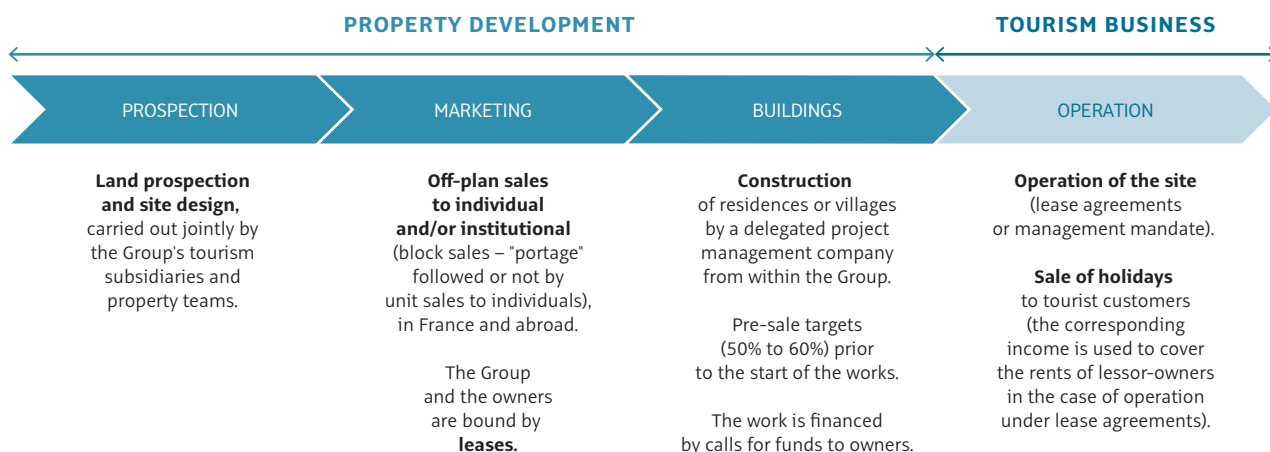 PROPERTY DEVELOPMENT
TOURISM BUSINESS
PROSPECTION
MARKETING
BUILDINGS
OPERATION
Land prospection
and site design,
carried out jointly by
the Group's tourism
subsidiaries and
property teams.
Off-plan sales
to individual
and/or institutional
(block sales – "portage"
followed or not by
unit sales to individuals),
in France and abroad.
The Group
and the owners
are bound by
leases.
Construction
of residences or villages
by a delegated project
management company
from within the Group.
Pre-sale targets
(50% to 60%) prior
to the start of the works.
The work is financed
by calls for funds to owners.
Operation of the site
(lease agreements
or management mandate).
Sale of holidays
to tourist customers
(the corresponding
income is used to cover
the rents of lessor-owners
in the case of operation
under lease agreements).